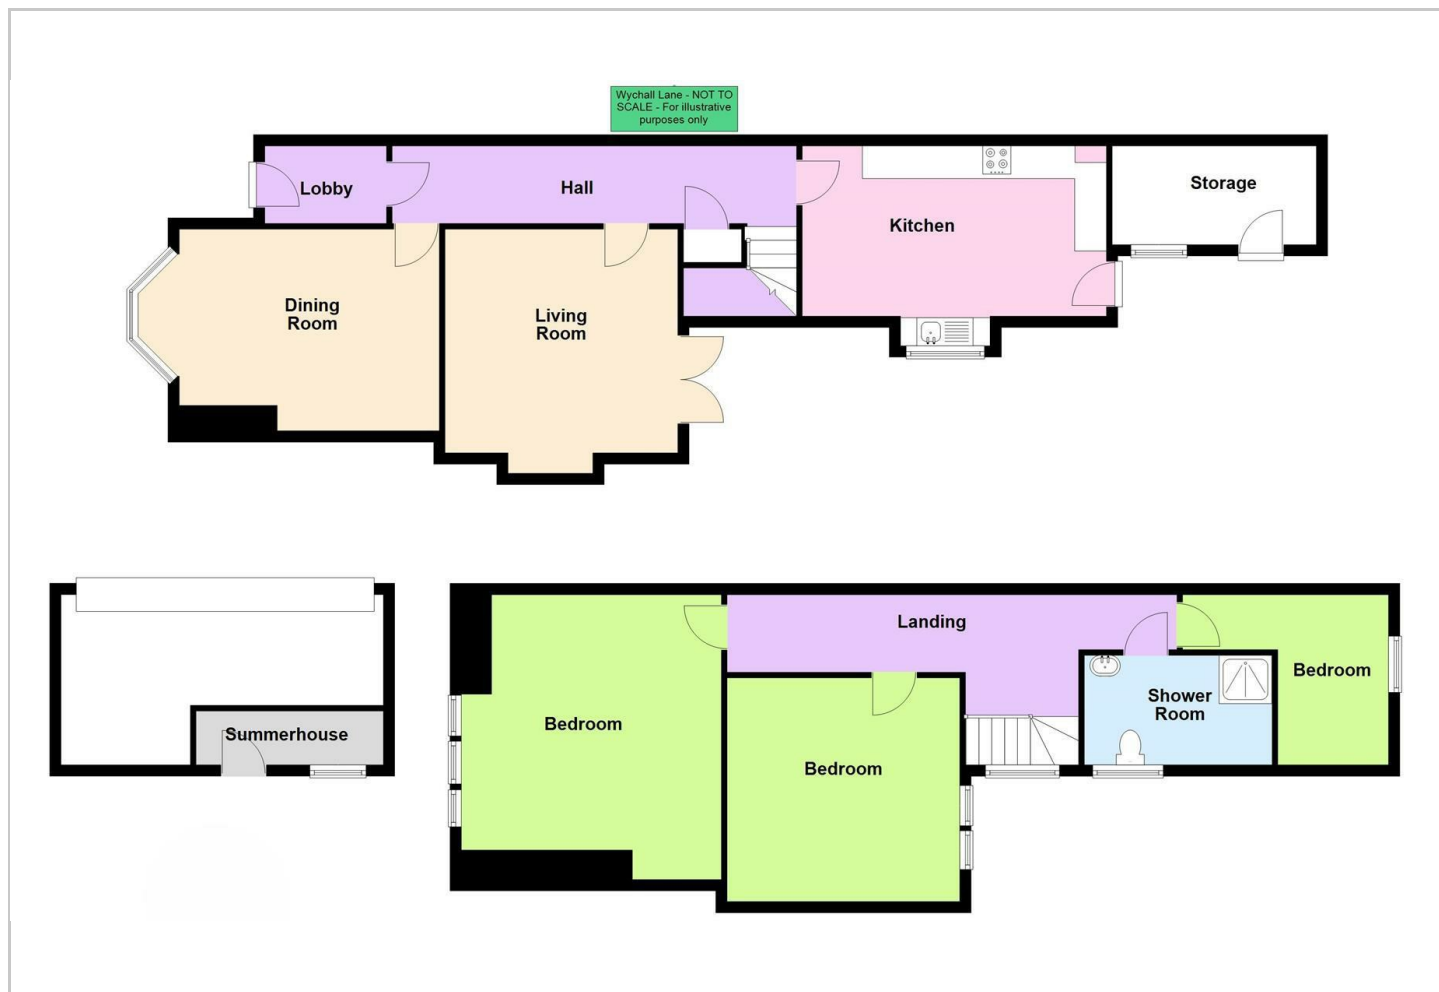 Wychall Lane - NOT TO
SCALE - For illustrative
purposes only
Lobby
Hall
Kitchen
Storage
Dining
Room
Living
Room
Summerhouse
Landing
Bedroom
Bedroom
Shower
Room
Bedroom